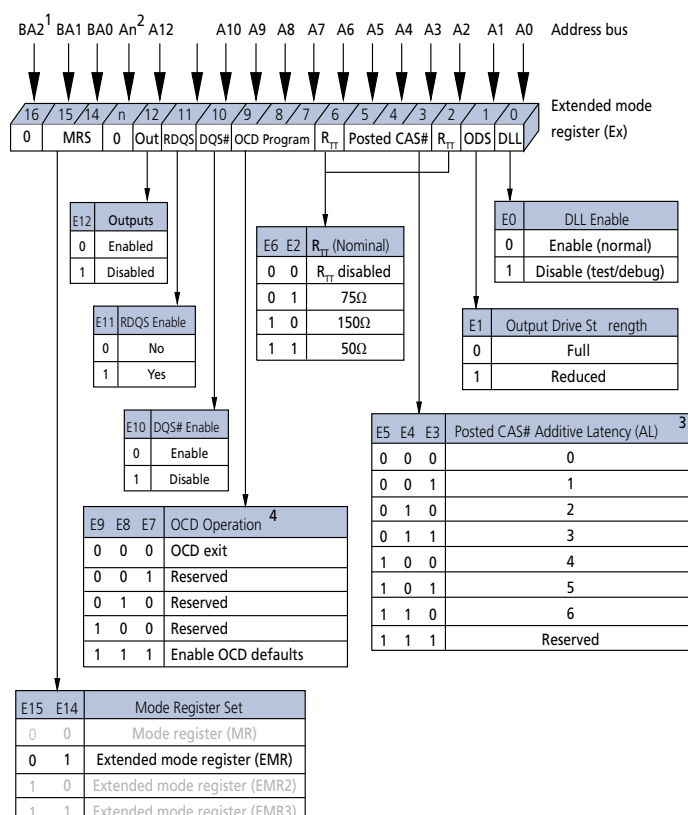 BA2¹ BA1 BA0 An² A12 A10 A9 A8 A7 A6 A5 A4 A3 A2 A1 A0 Address bus
16 15 14 n 12 11 10 9 8 7 6 5 4 3 2 1 0 Extended mode
0 MRS 0 Out RDQS DQS# OCD Program RTT Posted CAS# RTT ODS DLL register (Ex)
E12 Outputs
0 Enabled
1 Disabled
E0 DLL Enable
0 Enable (normal)
1 Disable (test/debug)
E6 E2 RTT (Nominal)
0 0 RTT disabled
0 1 75Ω
1 0 150Ω
1 1 50Ω
E11 RDQS Enable
0 No
1 Yes
E1 Output Drive St rength
0 Full
1 Reduced
E10 DQS# Enable
0 Enable
1 Disable
E5 E4 E3 Posted CAS# Additive Latency (AL) 3
0 0 0 0
0 0 1 1
0 1 0 2
0 1 1 3
1 0 0 4
1 0 1 5
1 1 0 6
1 1 1 Reserved
E9 E8 E7 OCD Operation 4
0 0 0 OCD exit
0 0 1 Reserved
0 1 0 Reserved
1 0 0 Reserved
1 1 1 Enable OCD defaults
E15 E14 Mode Register Set
0 0 Mode register (MR)
0 1 Extended mode register (EMR)
1 0 Extended mode register (EMR2)
1 1 Extended mode register (EMR3)